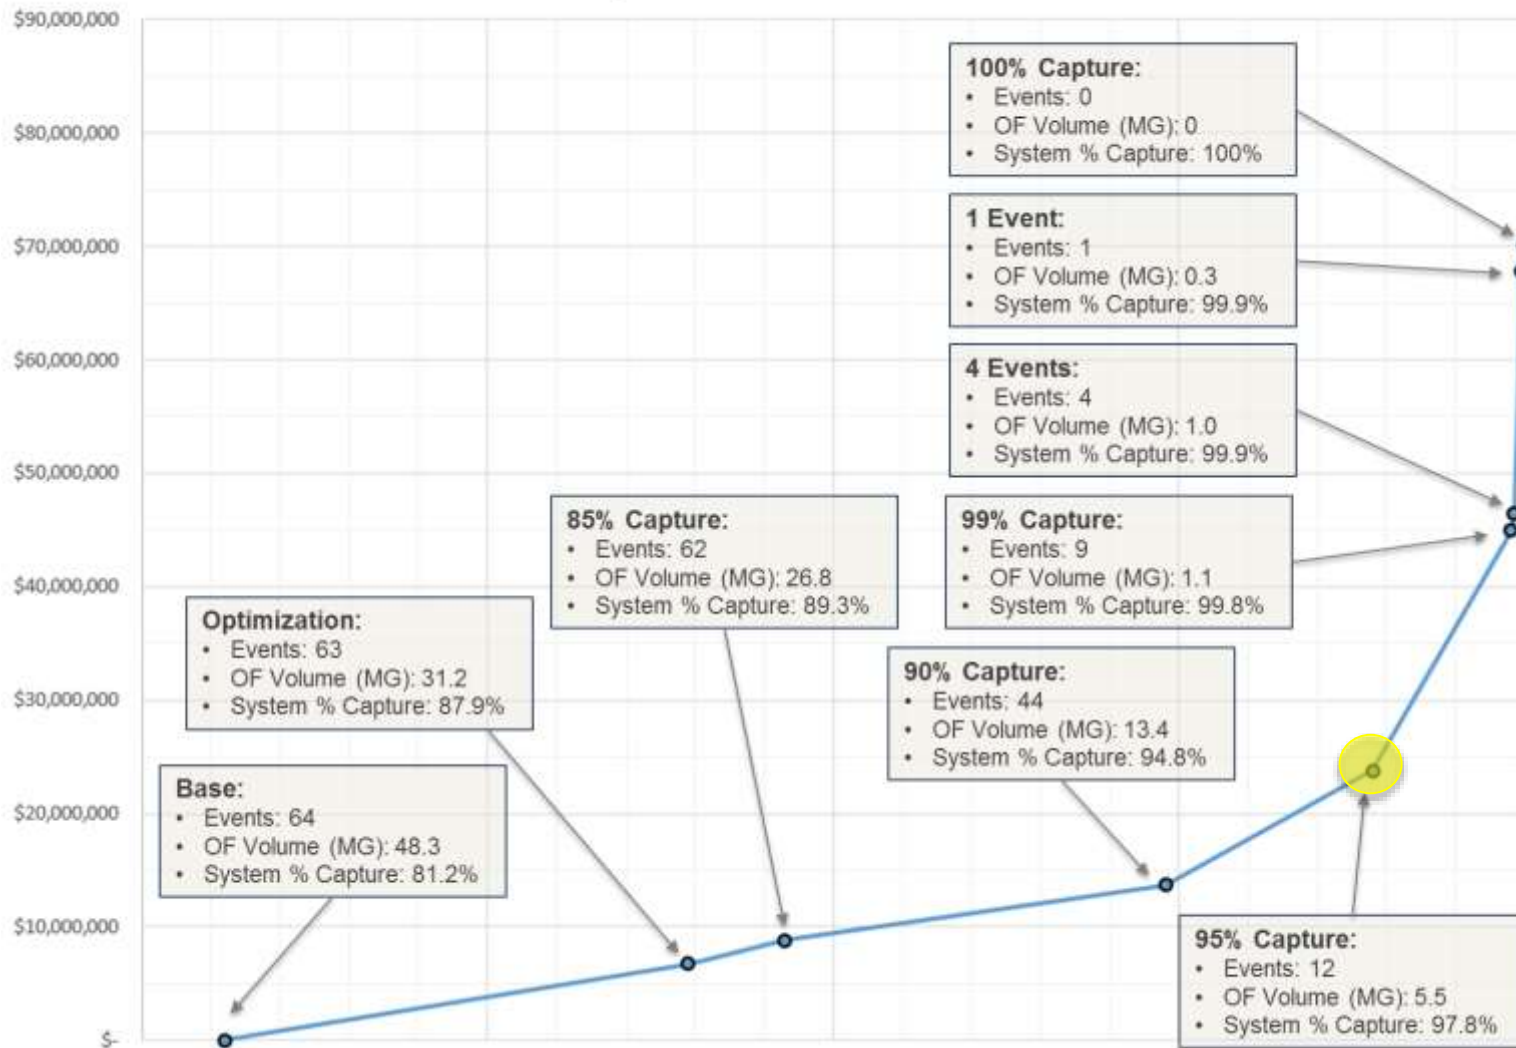 $90,000,000
$80,000,000
$70,000,000
$60,000,000
$50,000,000
$40,000,000
$30,000,000
$20,000,000
$10,000,000
$-
100% Capture:
• Events: 0
• OF Volume (MG): 0
• System % Capture: 100%
1 Event:
• Events: 1
• OF Volume (MG): 0.3
• System % Capture: 99.9%
4 Events:
• Events: 4
• OF Volume (MG): 1.0
• System % Capture: 99.9%
85% Capture:
• Events: 62
• OF Volume (MG): 26.8
• System % Capture: 89.3%
99% Capture:
• Events: 9
• OF Volume (MG): 1.1
• System % Capture: 99.8%
Optimization:
• Events: 63
• OF Volume (MG): 31.2
• System % Capture: 87.9%
90% Capture:
• Events: 44
• OF Volume (MG): 13.4
• System % Capture: 94.8%
Base:
• Events: 64
• OF Volume (MG): 48.3
• System % Capture: 81.2%
95% Capture:
• Events: 12
• OF Volume (MG): 5.5
• System % Capture: 97.8%